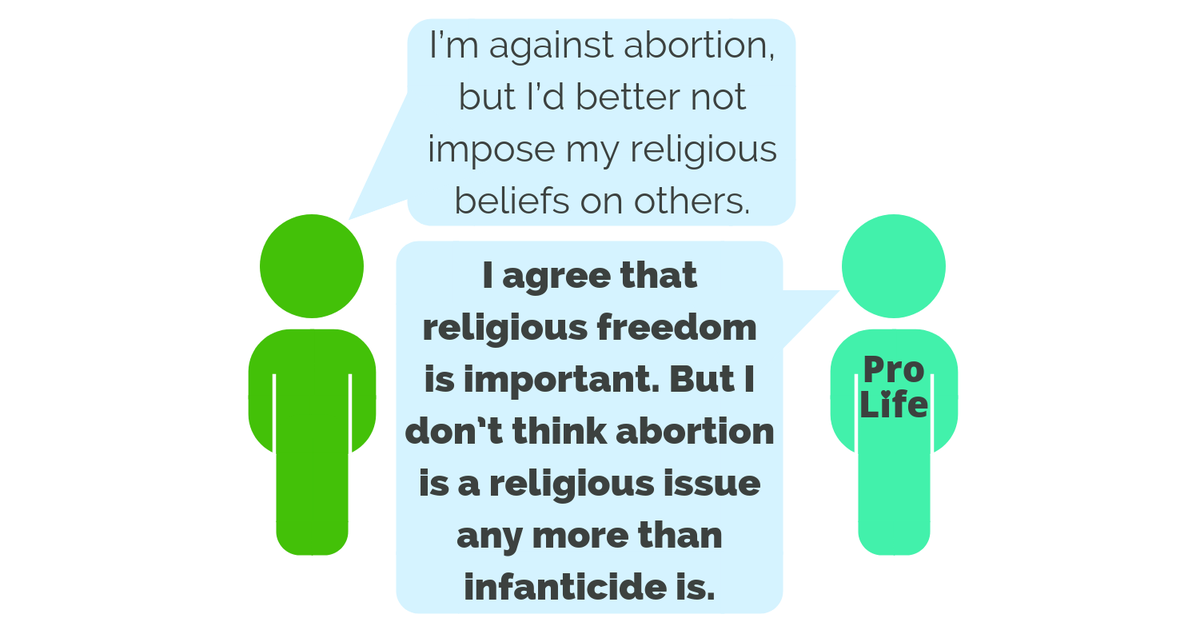 I’m against abortion,
but I’d better not
impose my religious
beliefs on others.
I agree that
religious freedom
is important. But I
don’t think abortion
is a religious issue
any more than
infanticide is.
Pro
Life